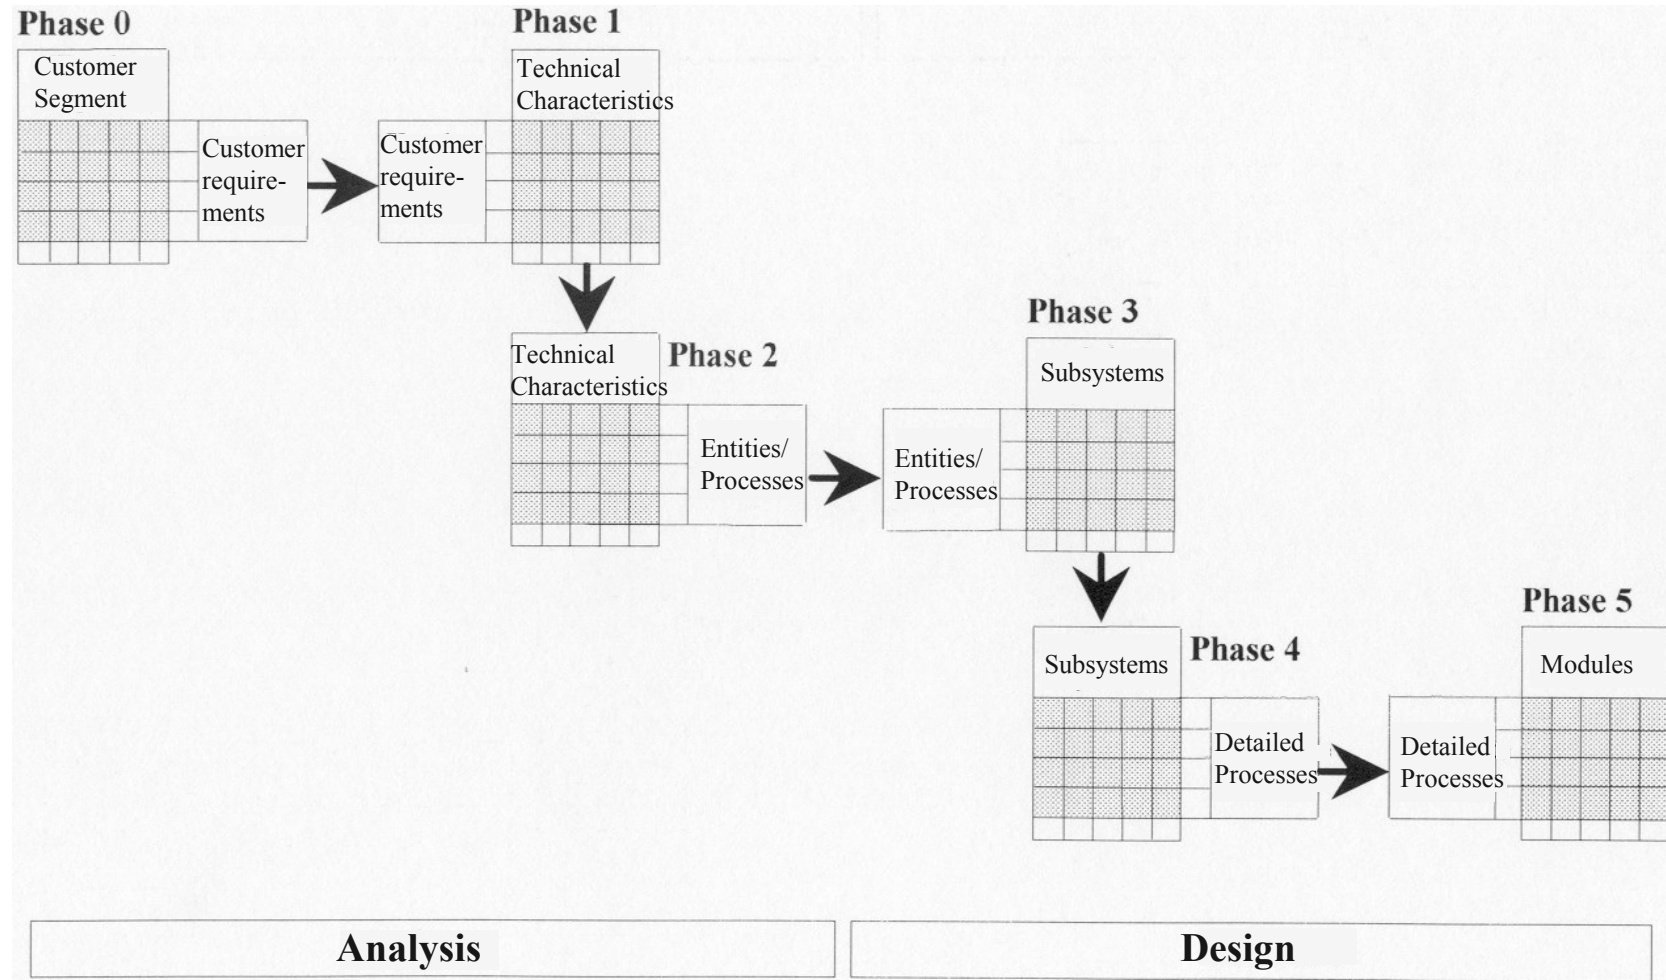 Phase 0
Customer
Segment
Customer
require-
ments
Phase 1
Technical
Characteristics
Customer
require-
ments
Technical
Characteristics
Phase 2
Entities/
Processes
Phase 3
Subsystems
Entities/
Processes
Subsystems
Phase 4
Detailed
Processes
Phase 5
Modules
Detailed
Processes
Analysis
Design